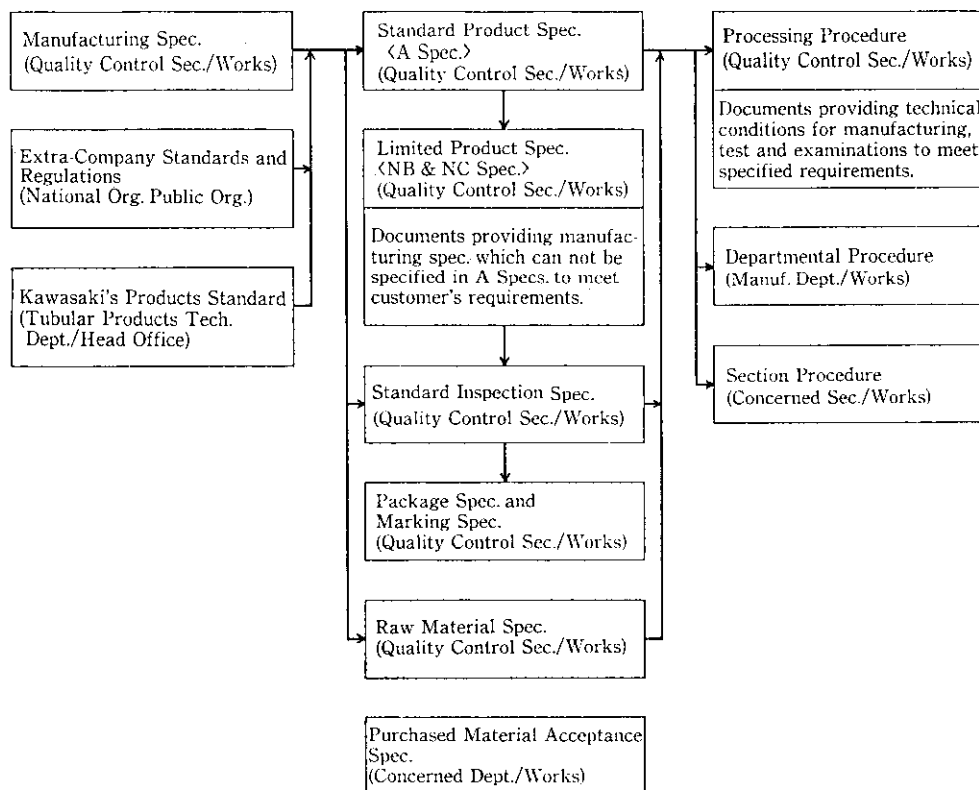 Manufacturing Spec.
(Quality Control Sec./Works)
Extra-Company Standards and
Regulations
(National Org. Public Org.)
Kawasaki's Products Standard
(Tubular Products Tech.
Dept./Head Office)
Standard Product Spec.
〈A Spec.〉
(Quality Control Sec./Works)
Limited Product Spec.
〈NB & NC Spec.〉
(Quality Control Sec./Works)
Documents providing manufac-
turing spec. which can not be
specified in A Specs. to meet
customer's requirements.
Standard Inspection Spec.
(Quality Control Sec./Works)
Package Spec. and
Marking Spec.
(Quality Control Sec./Works)
Raw Material Spec.
(Quality Control Sec./Works)
Purchased Material Acceptance
Spec.
(Concerned Dept./Works)
Processing Procedure
(Quality Control Sec./Works)
Documents providing technical
conditions for manufacturing,
test and examinations to meet
specified requirements.
Departmental Procedure
(Manuf. Dept./Works)
Section Procedure
(Concerned Sec./Works)